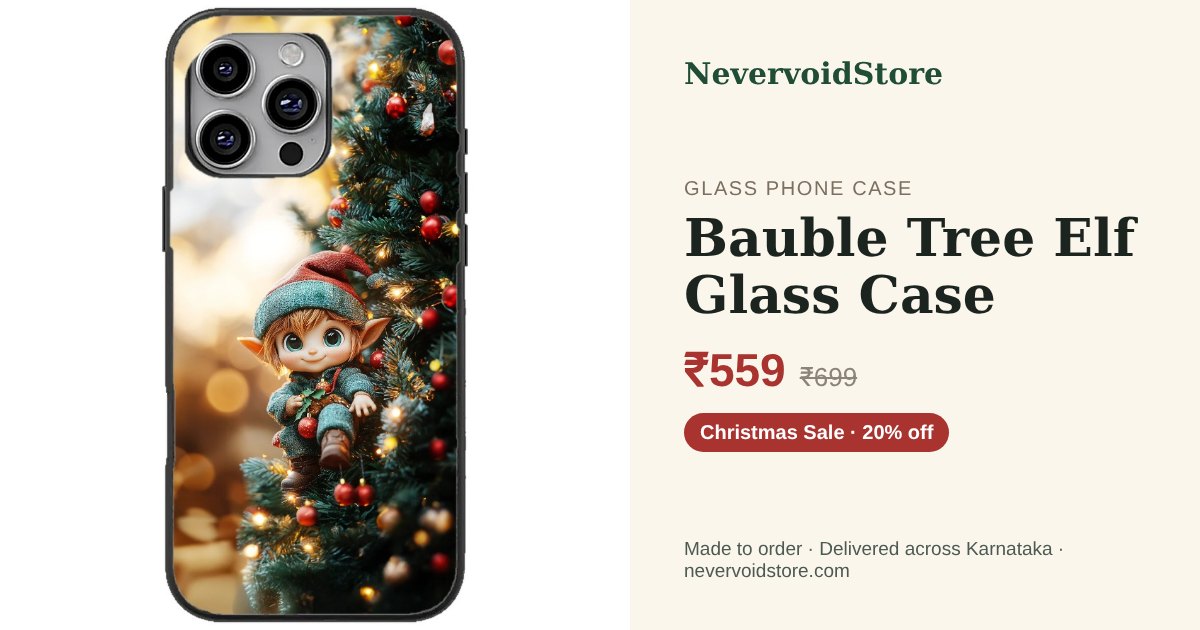 NevervoidStore
GLASS PHONE CASE
Bauble Tree Elf
Glass Case
₹559 ₹699
Christmas Sale · 20% off
Made to order · Delivered across Karnataka ·
nevervoidstore.com